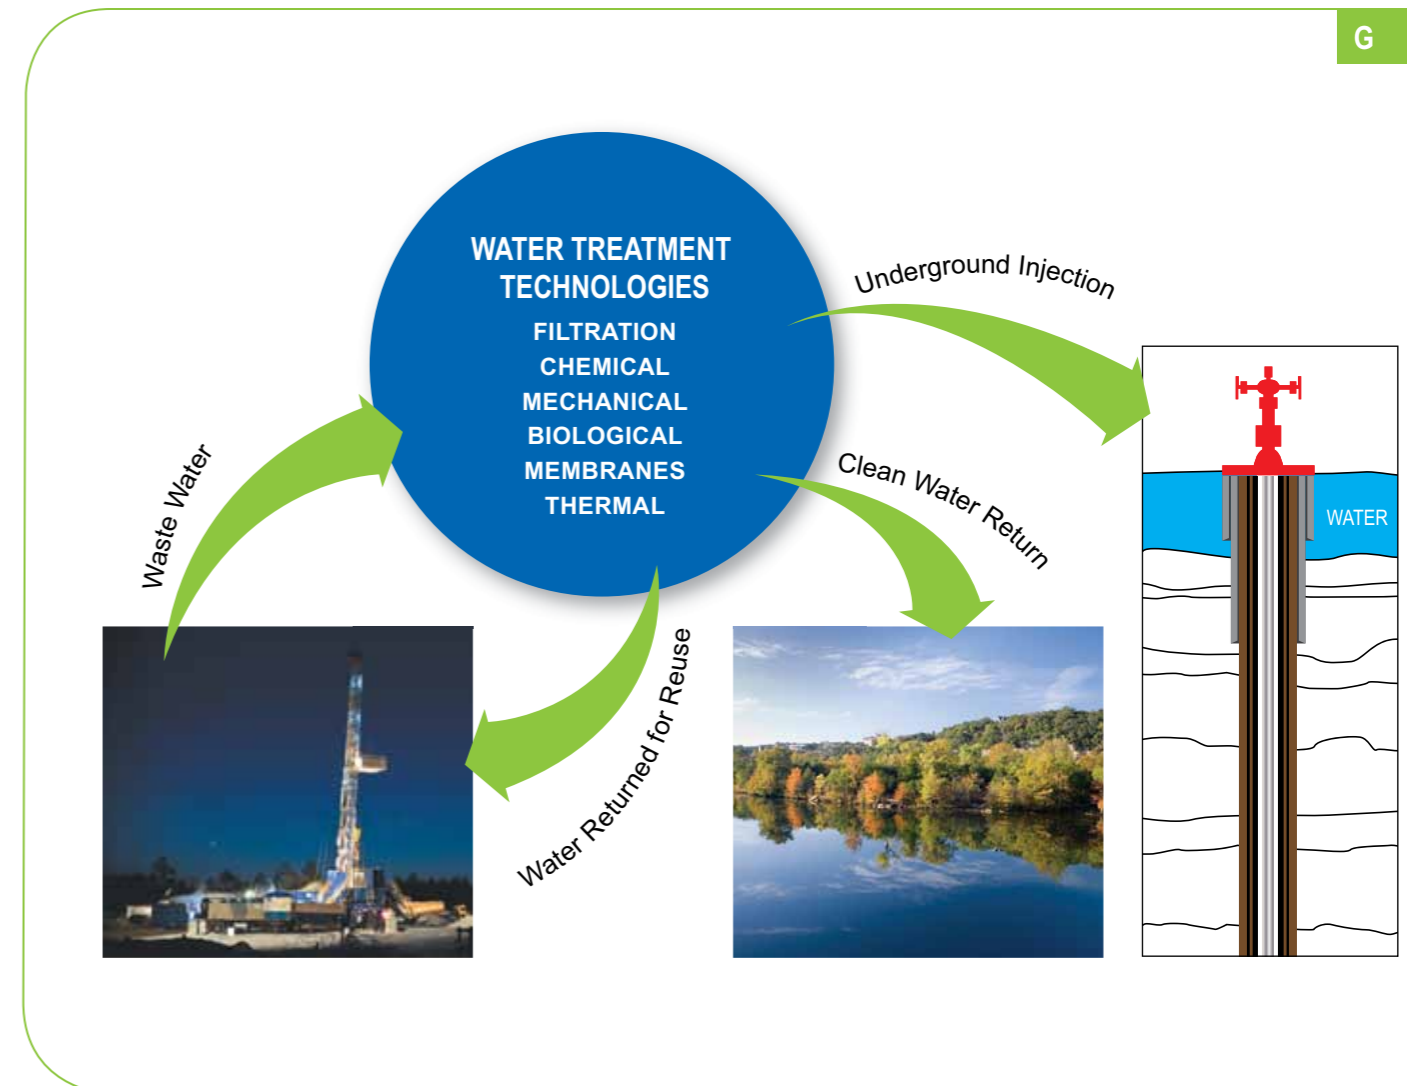 G
WATER TREATMENT
TECHNOLOGIES
FILTRATION
CHEMICAL
MECHANICAL
BIOLOGICAL
MEMBRANES
THERMAL
Underground Injection
Clean Water Return
Waste Water
Water Returned for Reuse
WATER